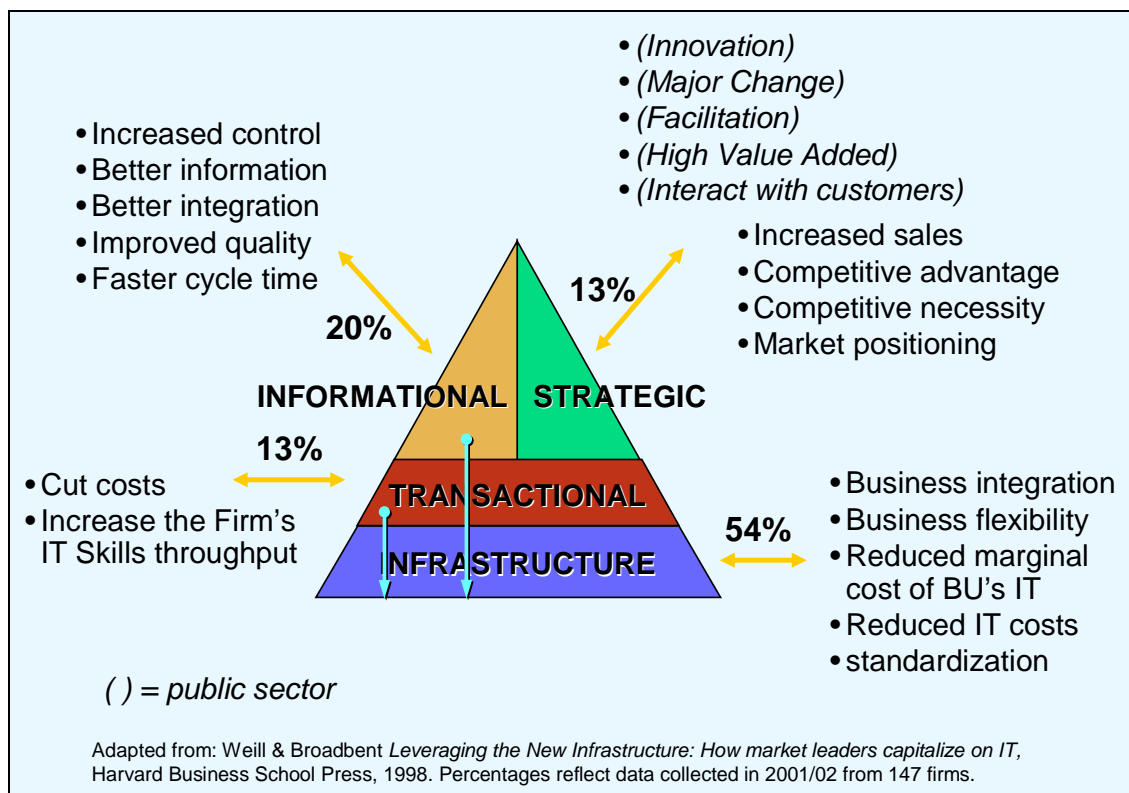 • (Innovation)
• (Major Change)
• (Facilitation)
• (High Value Added)
• (Interact with customers)
• Increased control
• Better information
• Better integration
• Improved quality
• Faster cycle time
• Increased sales
• Competitive advantage
• Competitive necessity
• Market positioning
20%
13%
INFORMATIONAL
STRATEGIC
13%
• Cut costs
• Increase the Firm's
IT Skills throughput
TRANSACTIONAL
INFRASTRUCTURE
54%
• Business integration
• Business flexibility
• Reduced marginal
cost of BU's IT
• Reduced IT costs
• standardization
( ) = public sector
Adapted from: Weill & Broadbent Leveraging the New Infrastructure: How market leaders capitalize on IT,
Harvard Business School Press, 1998. Percentages reflect data collected in 2001/02 from 147 firms.